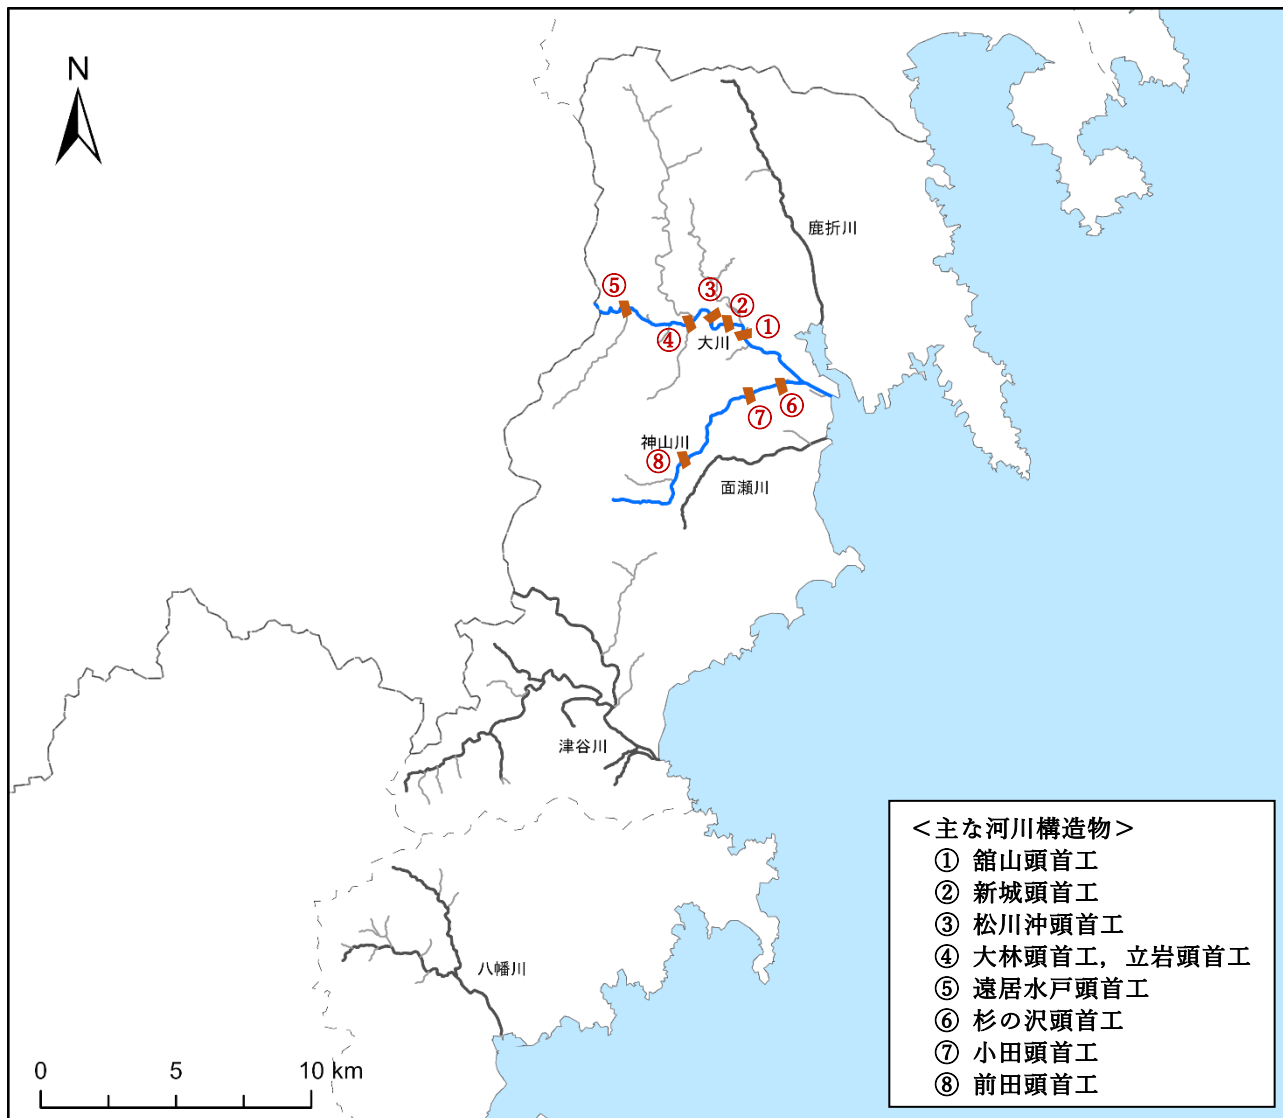 N
鹿折川
⑤
③
②
①
④
大川
⑥
⑦
神山川
⑧
面瀬川
津谷川
八幡川
0 5 10 km
＜主な河川構造物＞
① 舘山頭首工
② 新城頭首工
③ 松川沖頭首工
④ 大林頭首工，立岩頭首工
⑤ 遠居水戸頭首工
⑥ 杉の沢頭首工
⑦ 小田頭首工
⑧ 前田頭首工